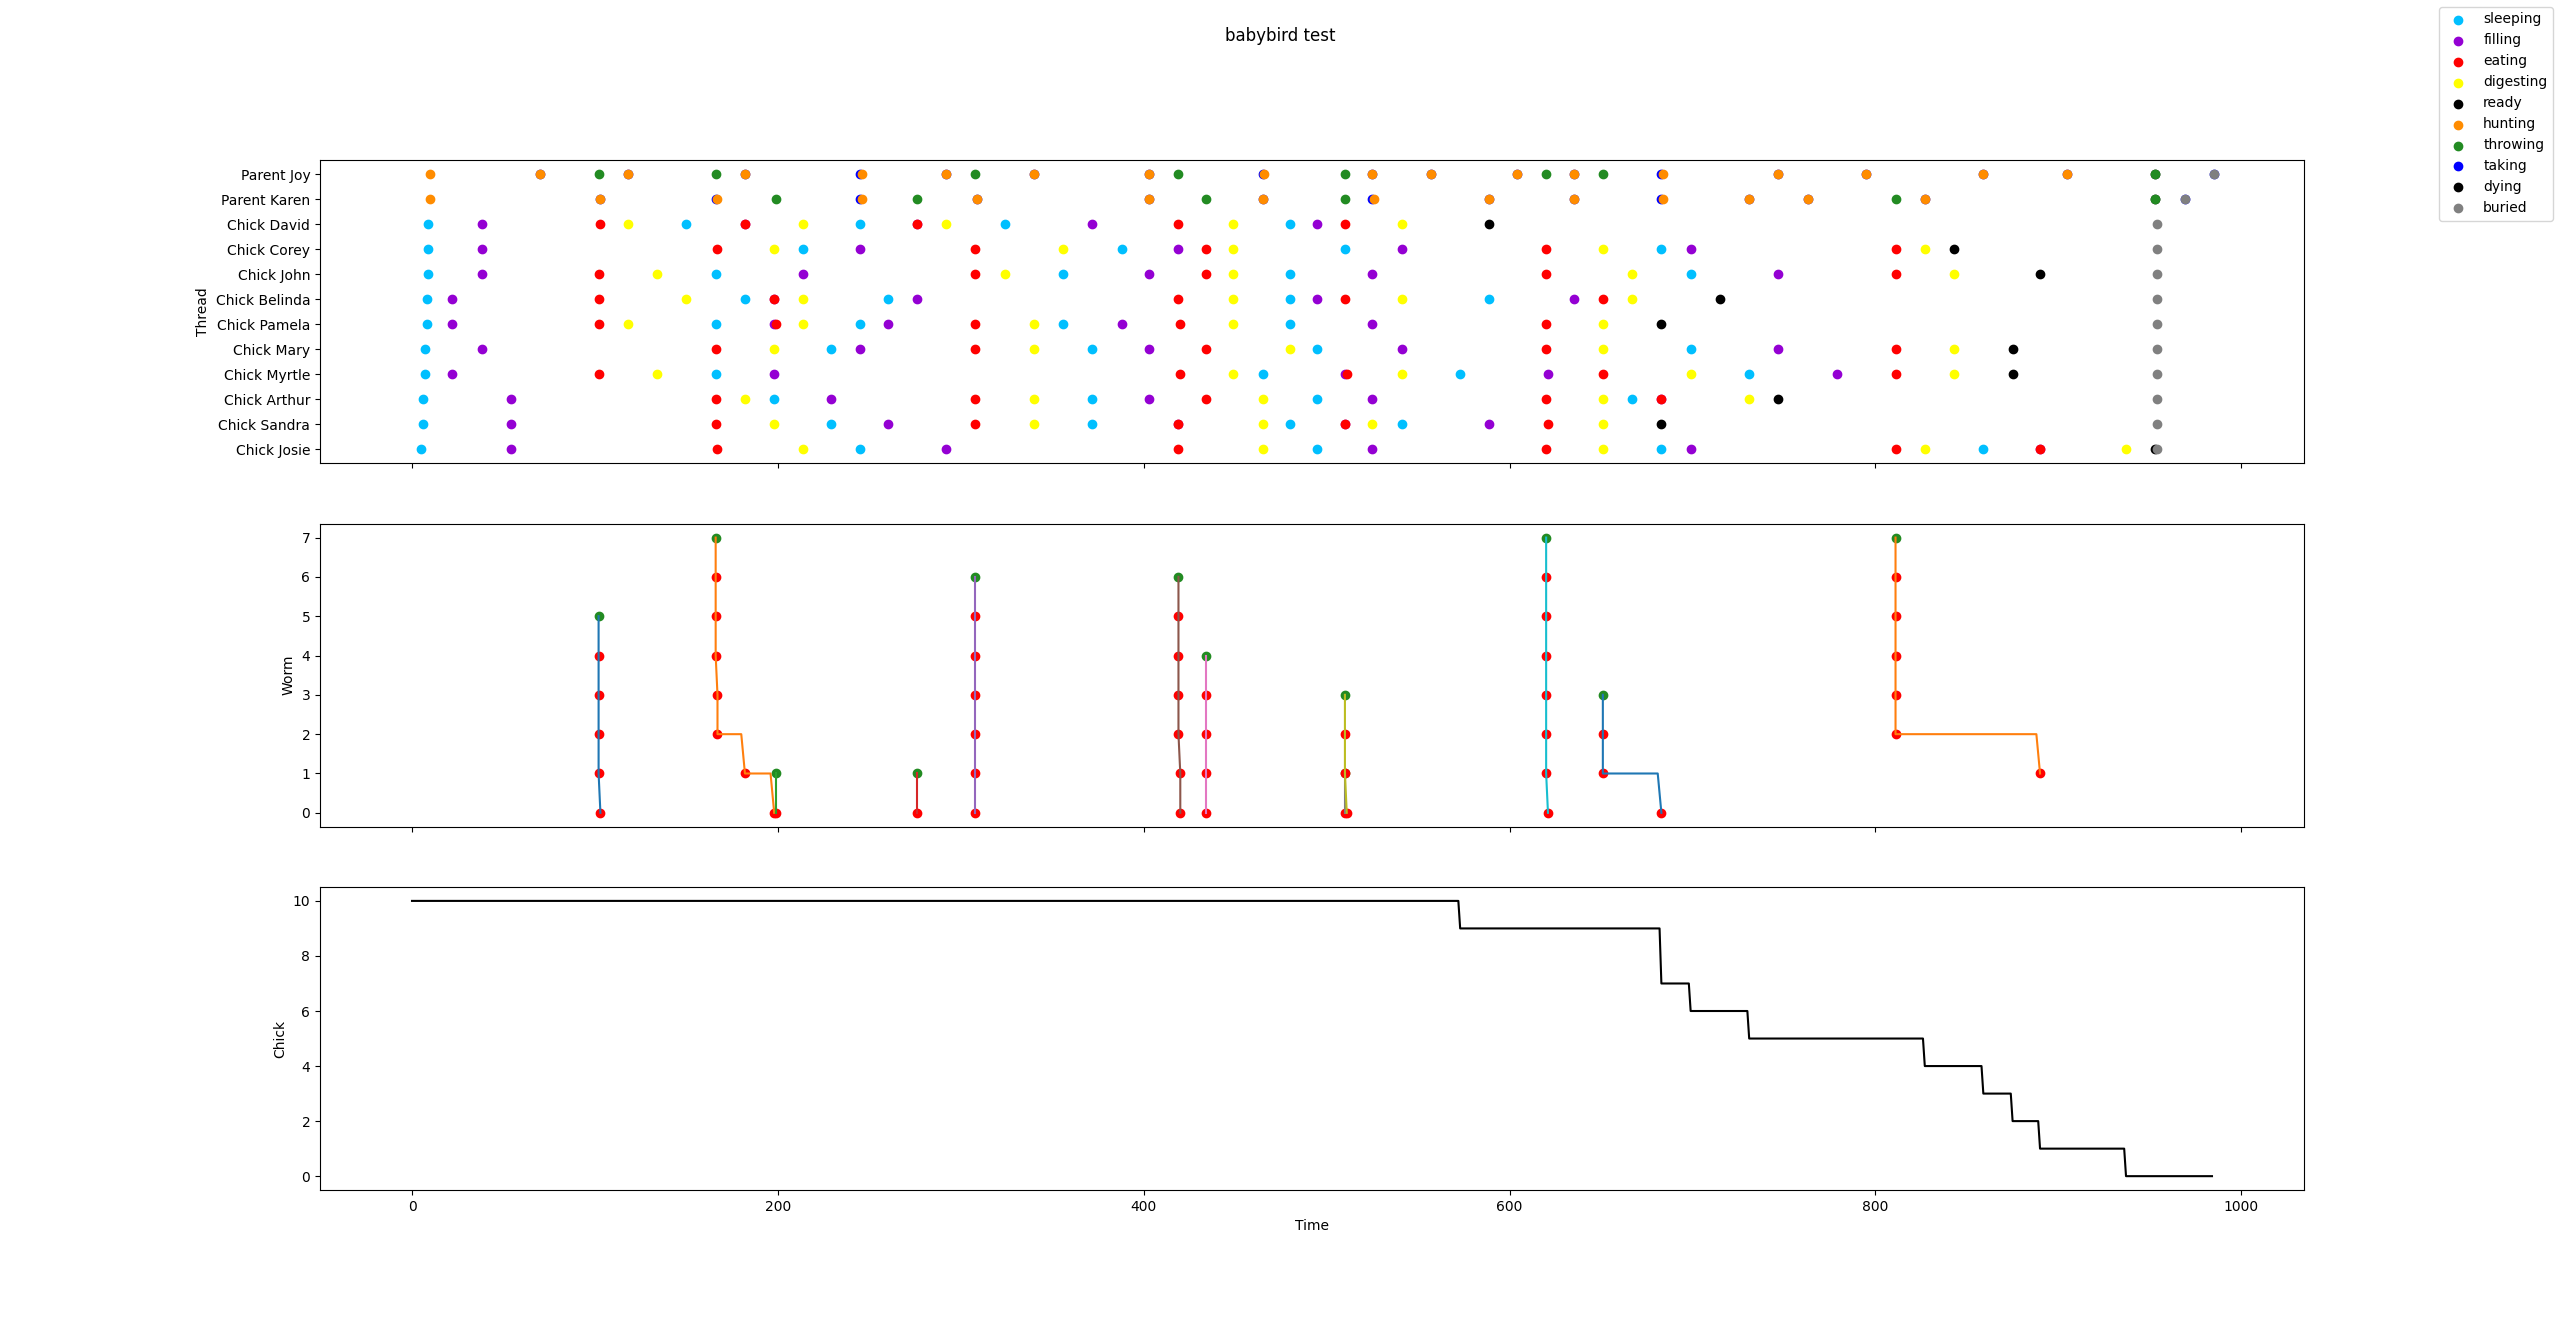 babybird test
sleeping
filling
eating
digesting
ready
hunting
throwing
taking
dying
buried
Thread
Parent Joy
Parent Karen
Chick David
Chick Corey
Chick John
Chick Belinda
Chick Pamela
Chick Mary
Chick Myrtle
Chick Arthur
Chick Sandra
Chick Josie
Worm
7
6
5
4
3
2
1
0
Chick
10
8
6
4
2
0
0 200 400 600 800 1000
Time